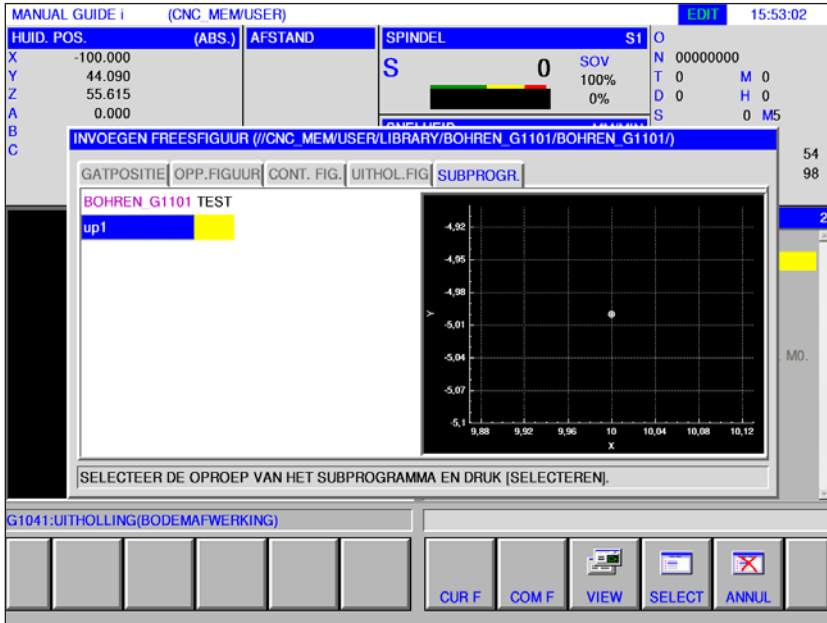 MANUAL GUIDE i (CNC_MEM/USER) EDIT 15:53:02
HUID. POS. (ABS.) AFSTAND SPINDEL S1 O
X -100.000 S 0 SOV N 00000000
Y 44.090 100% T 0 M 0
Z 55.615 0% D 0 H 0
A 0.000 S 0 M5
B
C 54
98
INVOEGEN FREESFIGUUR (//CNC_MEM/USER/LIBRARY/BOHREN_G1101/BOHREN_G1101/)
GATPOSITIE OPP.FIGUUR CONT. FIG. UITHOL.FIG SUBPROGR.
BOHREN_G1101 TEST
up1
2
-4,92
-4,95
-4,98
Y -5,01
-5,04
M0.
-5,07
-5,1
9,88 9,92 9,96 10 10,04 10,08 10,12
X
SELECTEER DE OPROEP VAN HET SUBPROGRAMMA EN DRUK [SELECTEREN].
G1041:UITHOLLING(BODEMAFWERKING)
CUR F COM F VIEW SELECT ANNUL